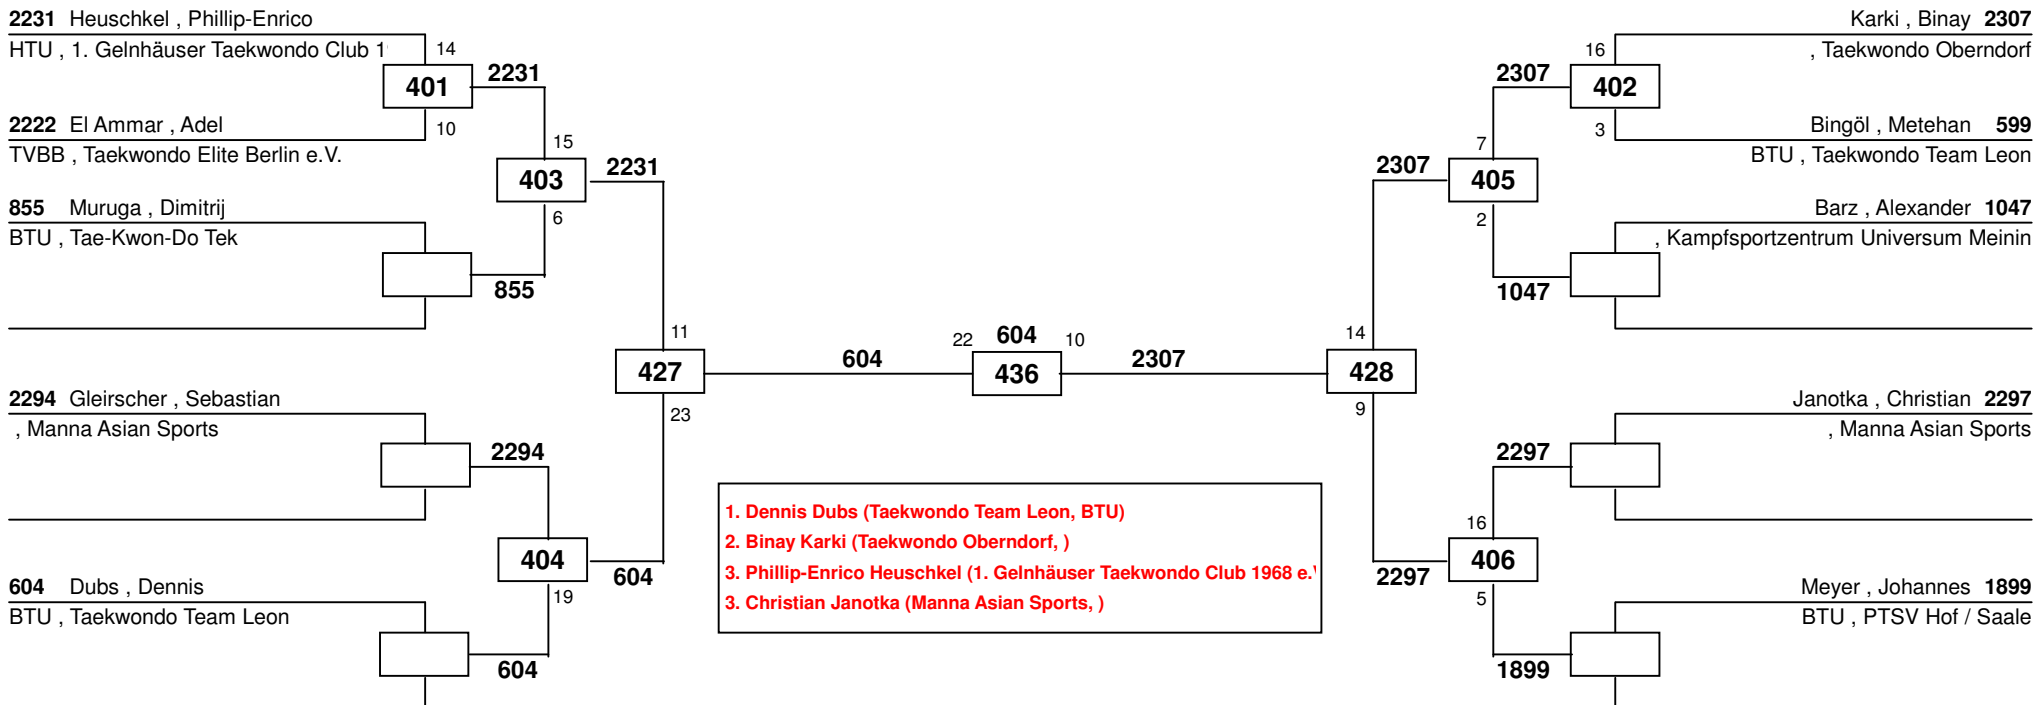 2231 Heuschkel , Phillip-Enrico
HTU , 1. Gelnhäuser Taekwondo Club 1
14
401
2231
2222 El Ammar , Adel
10
TVBB , Taekwondo Elite Berlin e.V.
15
403
2231
855 Muruga , Dimitrij
6
BTU , Tae-Kwon-Do Tek
855
11
427
604
23
2294 Gleirscher , Sebastian
, Manna Asian Sports
2294
404
604
19
604 Dubs , Dennis
BTU , Taekwondo Team Leon
604
22 604 10
436
2307
1. Dennis Dubs (Taekwondo Team Leon, BTU)
2. Binay Karki (Taekwondo Oberndorf, )
3. Phillip-Enrico Heuschkel (1. Gelnhäuser Taekwondo Club 1968 e.
3. Christian Janotka (Manna Asian Sports, )
Karki , Binay 2307
16
, Taekwondo Oberndorf
2307
402
3
Bingöl , Metehan 599
BTU , Taekwondo Team Leon
7
2307
405
2
Barz , Alexander 1047
, Kampfsportzentrum Universum Meinin
1047
14
428
9
Janotka , Christian 2297
, Manna Asian Sports
2297
16
406
2297
5
Meyer , Johannes 1899
BTU , PTSV Hof / Saale
1899